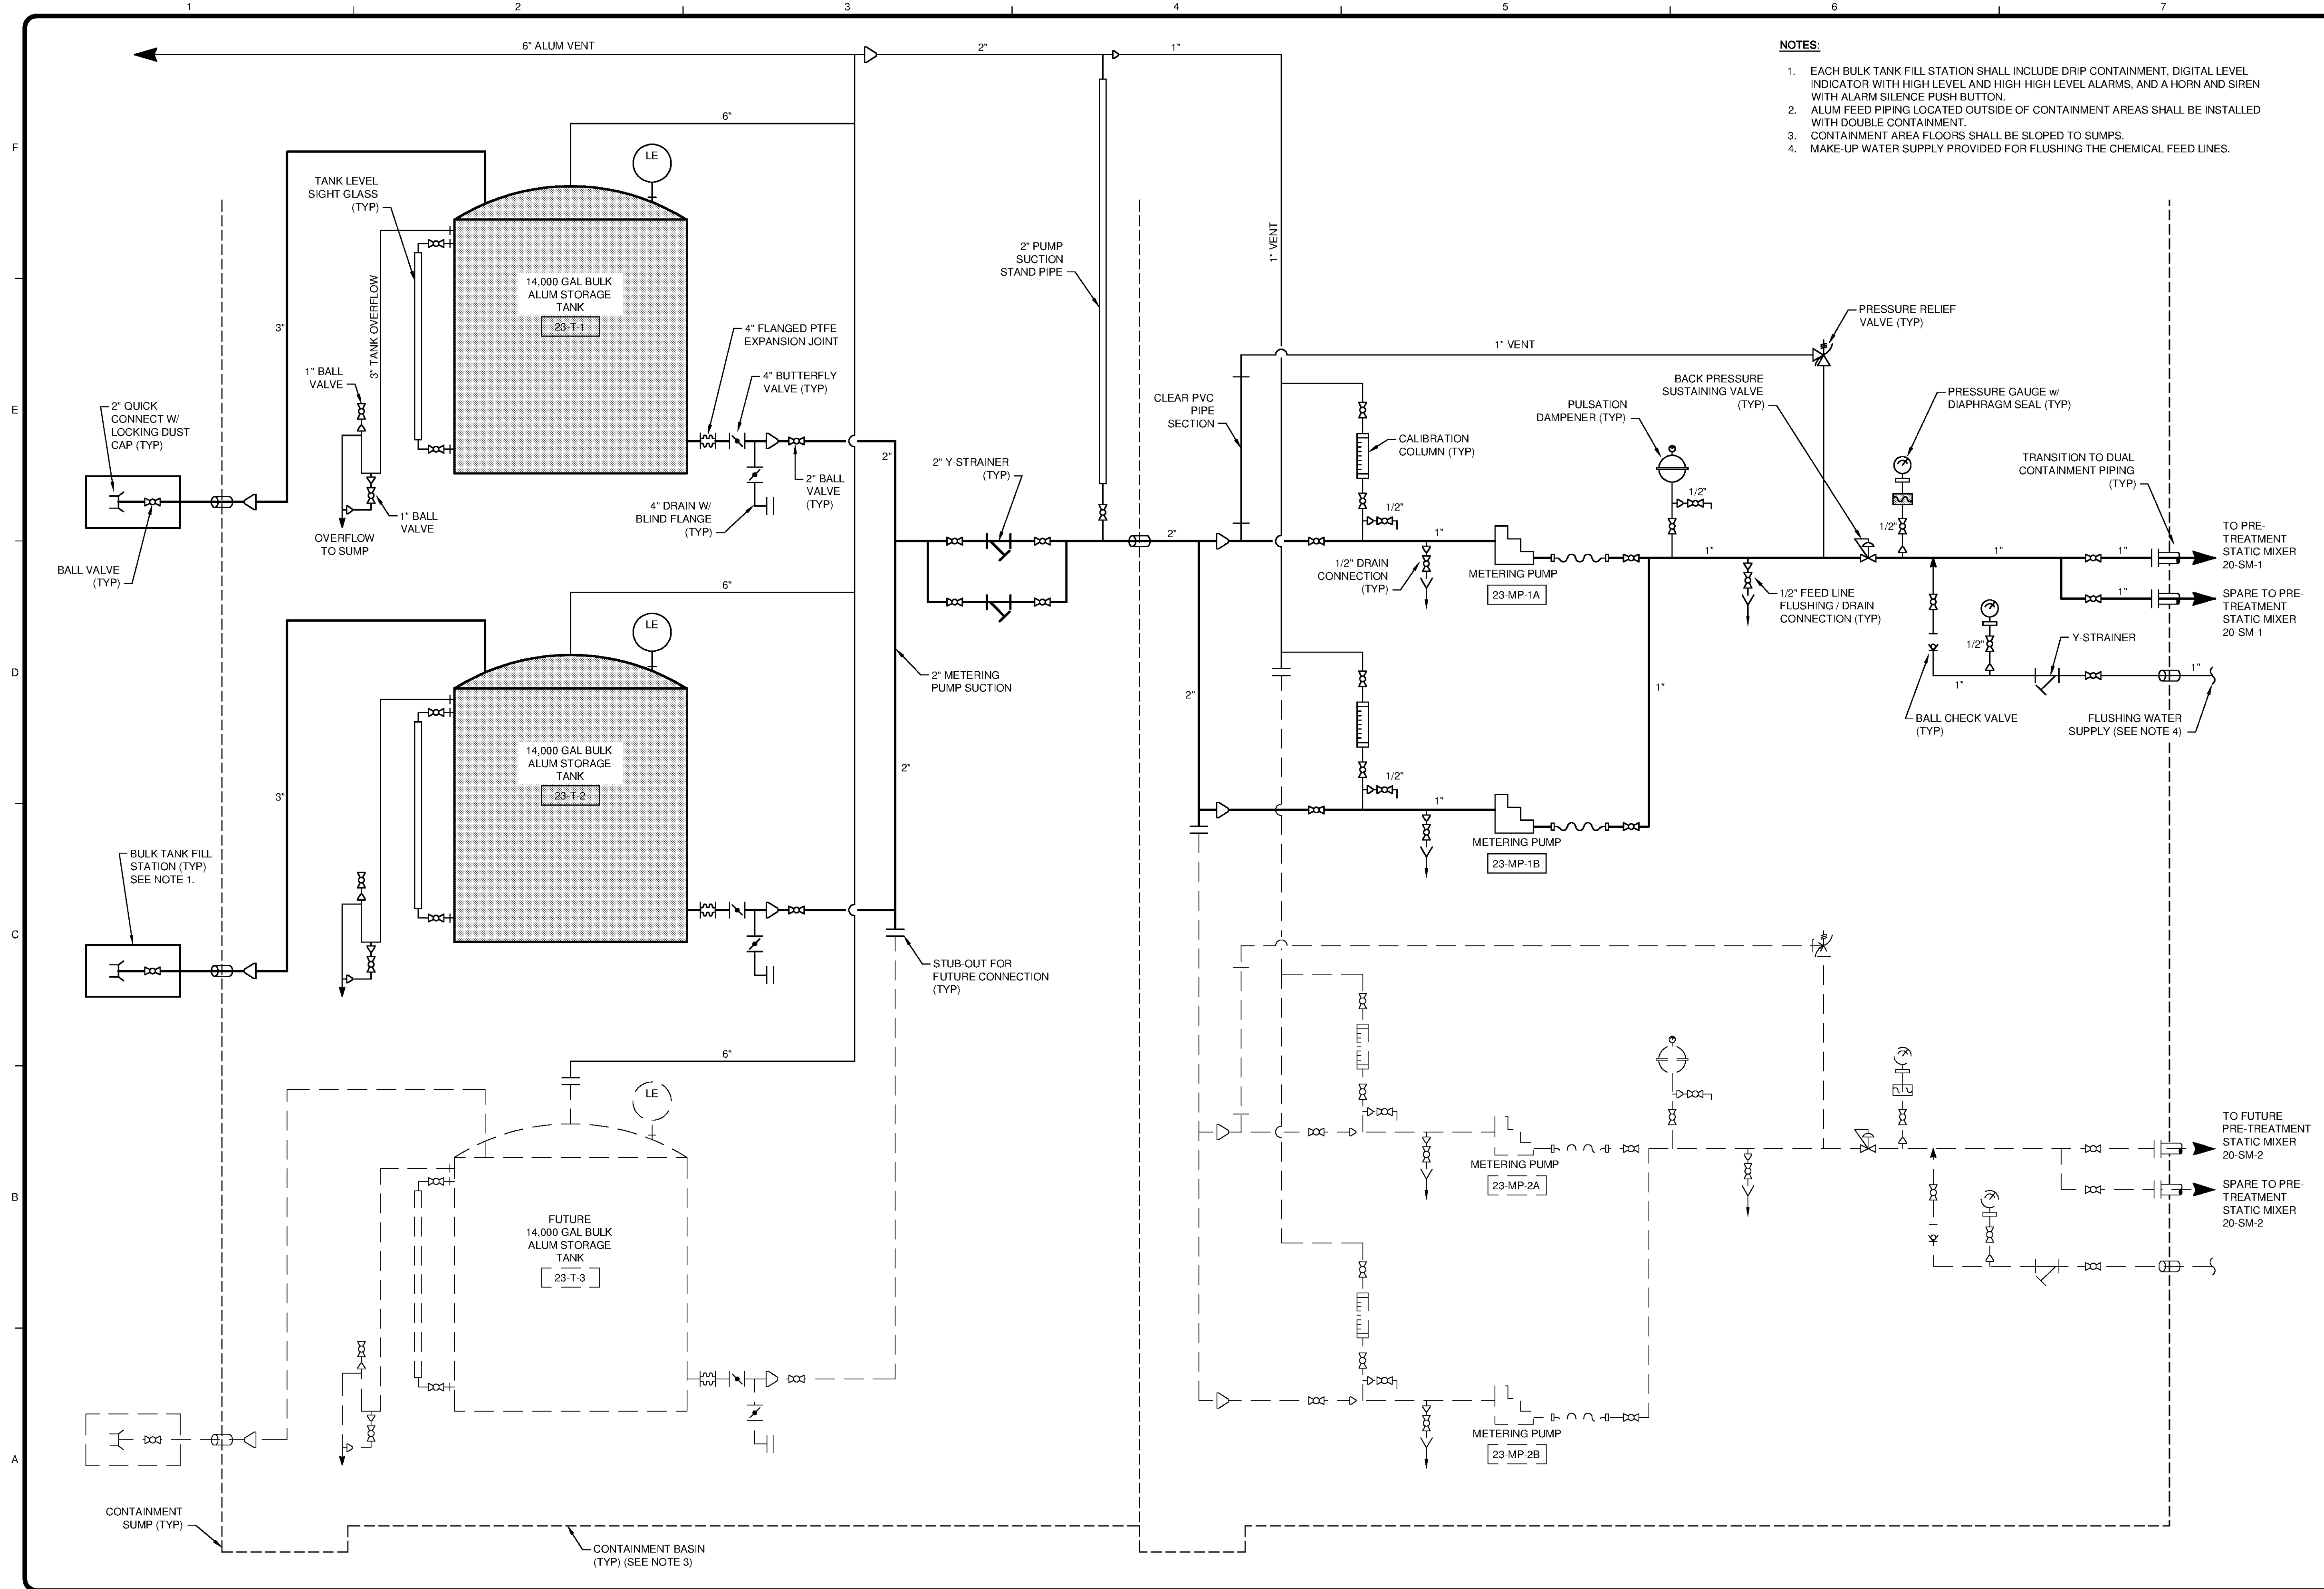 1
2
3
4
5
6
7
F
E
D
C
B
A
6" ALUM VENT
2"
1"
NOTES:
1. EACH BULK TANK FILL STATION SHALL INCLUDE DRIP CONTAINMENT, DIGITAL LEVEL
INDICATOR WITH HIGH LEVEL AND HIGH-HIGH LEVEL ALARMS, AND A HORN AND SIREN
WITH ALARM SILENCE PUSH BUTTON.
2. ALUM FEED PIPING LOCATED OUTSIDE OF CONTAINMENT AREAS SHALL BE INSTALLED
WITH DOUBLE CONTAINMENT.
3. CONTAINMENT AREA FLOORS SHALL BE SLOPED TO SUMPS.
4. MAKE-UP WATER SUPPLY PROVIDED FOR FLUSHING THE CHEMICAL FEED LINES.
6"
LE
TANK LEVEL
SIGHT GLASS
(TYP)
3"
3" TANK OVERFLOW
14,000 GAL BULK
ALUM STORAGE
TANK
23-T-1
4" FLANGED PTFE
EXPANSION JOINT
4" BUTTERFLY
VALVE (TYP)
1" BALL
VALVE
2" QUICK
CONNECT W/
LOCKING DUST
CAP (TYP)
BALL VALVE
(TYP)
1" BALL
VALVE
OVERFLOW
TO SUMP
4" DRAIN W/
BLIND FLANGE
(TYP)
2" BALL
VALVE
(TYP)
2"
2" Y-STRAINER
(TYP)
2" PUMP
SUCTION
STAND PIPE
2"
1" VENT
1" VENT
CLEAR PVC
PIPE
SECTION
CALIBRATION
COLUMN (TYP)
1/2"
1"
1/2" DRAIN
CONNECTION
(TYP)
METERING PUMP
23-MP-1A
PULSATION
DAMPENER (TYP)
1/2"
PRESSURE RELIEF
VALVE (TYP)
BACK PRESSURE
SUSTAINING VALVE
(TYP)
PRESSURE GAUGE w/
DIAPHRAGM SEAL (TYP)
1/2"
1"
1"
1"
1"
TRANSITION TO DUAL
CONTAINMENT PIPING
(TYP)
TO PRE-
TREATMENT
STATIC MIXER
20-SM-1
SPARE TO PRE-
TREATMENT
STATIC MIXER
20-SM-1
1/2" FEED LINE
FLUSHING / DRAIN
CONNECTION (TYP)
1/2"
Y-STRAINER
1"
1"
BALL CHECK VALVE
(TYP)
FLUSHING WATER
SUPPLY (SEE NOTE 4)
6"
LE
3"
14,000 GAL BULK
ALUM STORAGE
TANK
23-T-2
2" METERING
PUMP SUCTION
2"
2"
1/2"
1"
1"
METERING PUMP
23-MP-1B
BULK TANK FILL
STATION (TYP)
SEE NOTE 1.
STUB-OUT FOR
FUTURE CONNECTION
(TYP)
6"
LE
FUTURE
14,000 GAL BULK
ALUM STORAGE
TANK
23-T-3
METERING PUMP
23-MP-2A
TO FUTURE
PRE-TREATMENT
STATIC MIXER
20-SM-2
SPARE TO PRE-
TREATMENT
STATIC MIXER
20-SM-2
METERING PUMP
23-MP-2B
CONTAINMENT
SUMP (TYP)
CONTAINMENT BASIN
(TYP) (SEE NOTE 3)